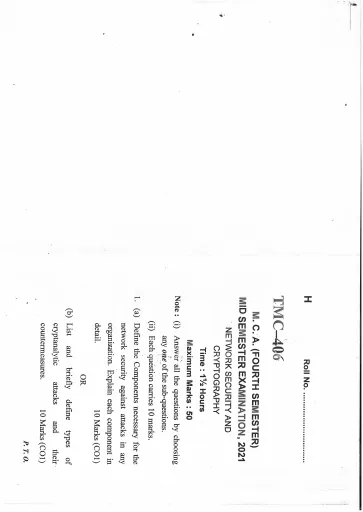 H
Roll No. ..............................
TMC–406
M. C. A. (FOURTH SEMESTER)
MID SEMESTER EXAMINATION, 2021
NETWORK SECURITY AND
CRYPTOGRAPHY
Time : 1½ Hours
Maximum Marks : 50
Note : (i) Answer all the questions by choosing
any one of the sub-questions.
(ii) Each question carries 10 marks.
1. (a) Define the Components necessary for the
network security against attacks in any
organization. Explain each component in
detail. 10 Marks (CO1)
OR
(b) List and briefly define types of
cryptanalytic attacks and their
countermeasures. 10 Marks (CO1)
P. T. O.